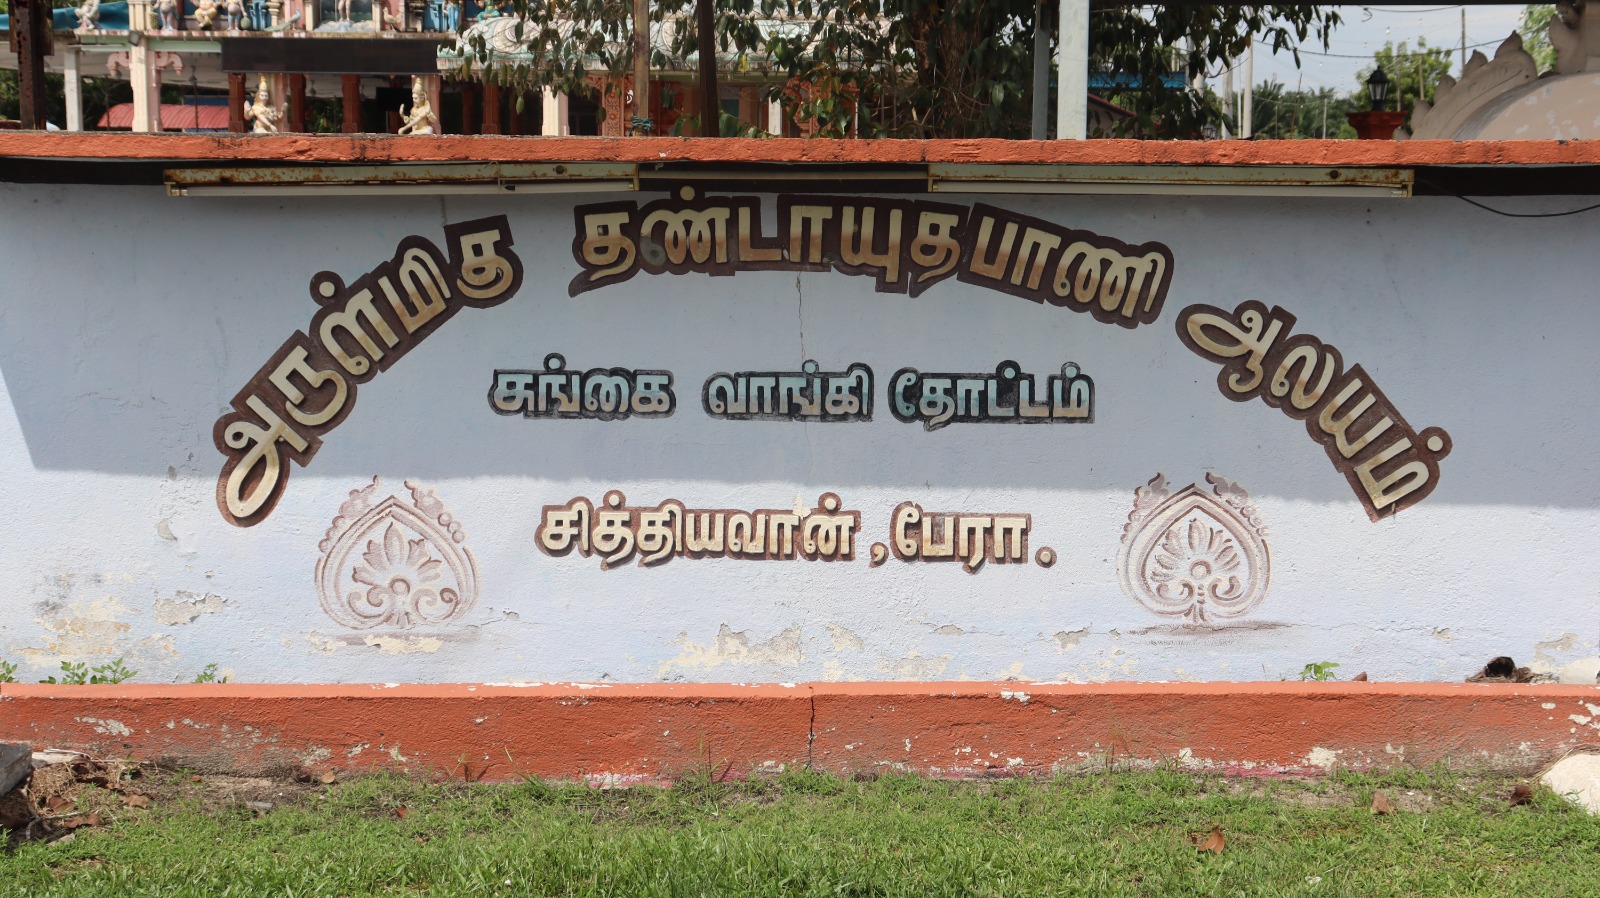 அருள்மிகு தண்டாயுதபாணி ஆலயம்
சுங்கை வாங்கி தோட்டம்
சித்தியவான், பேரா.